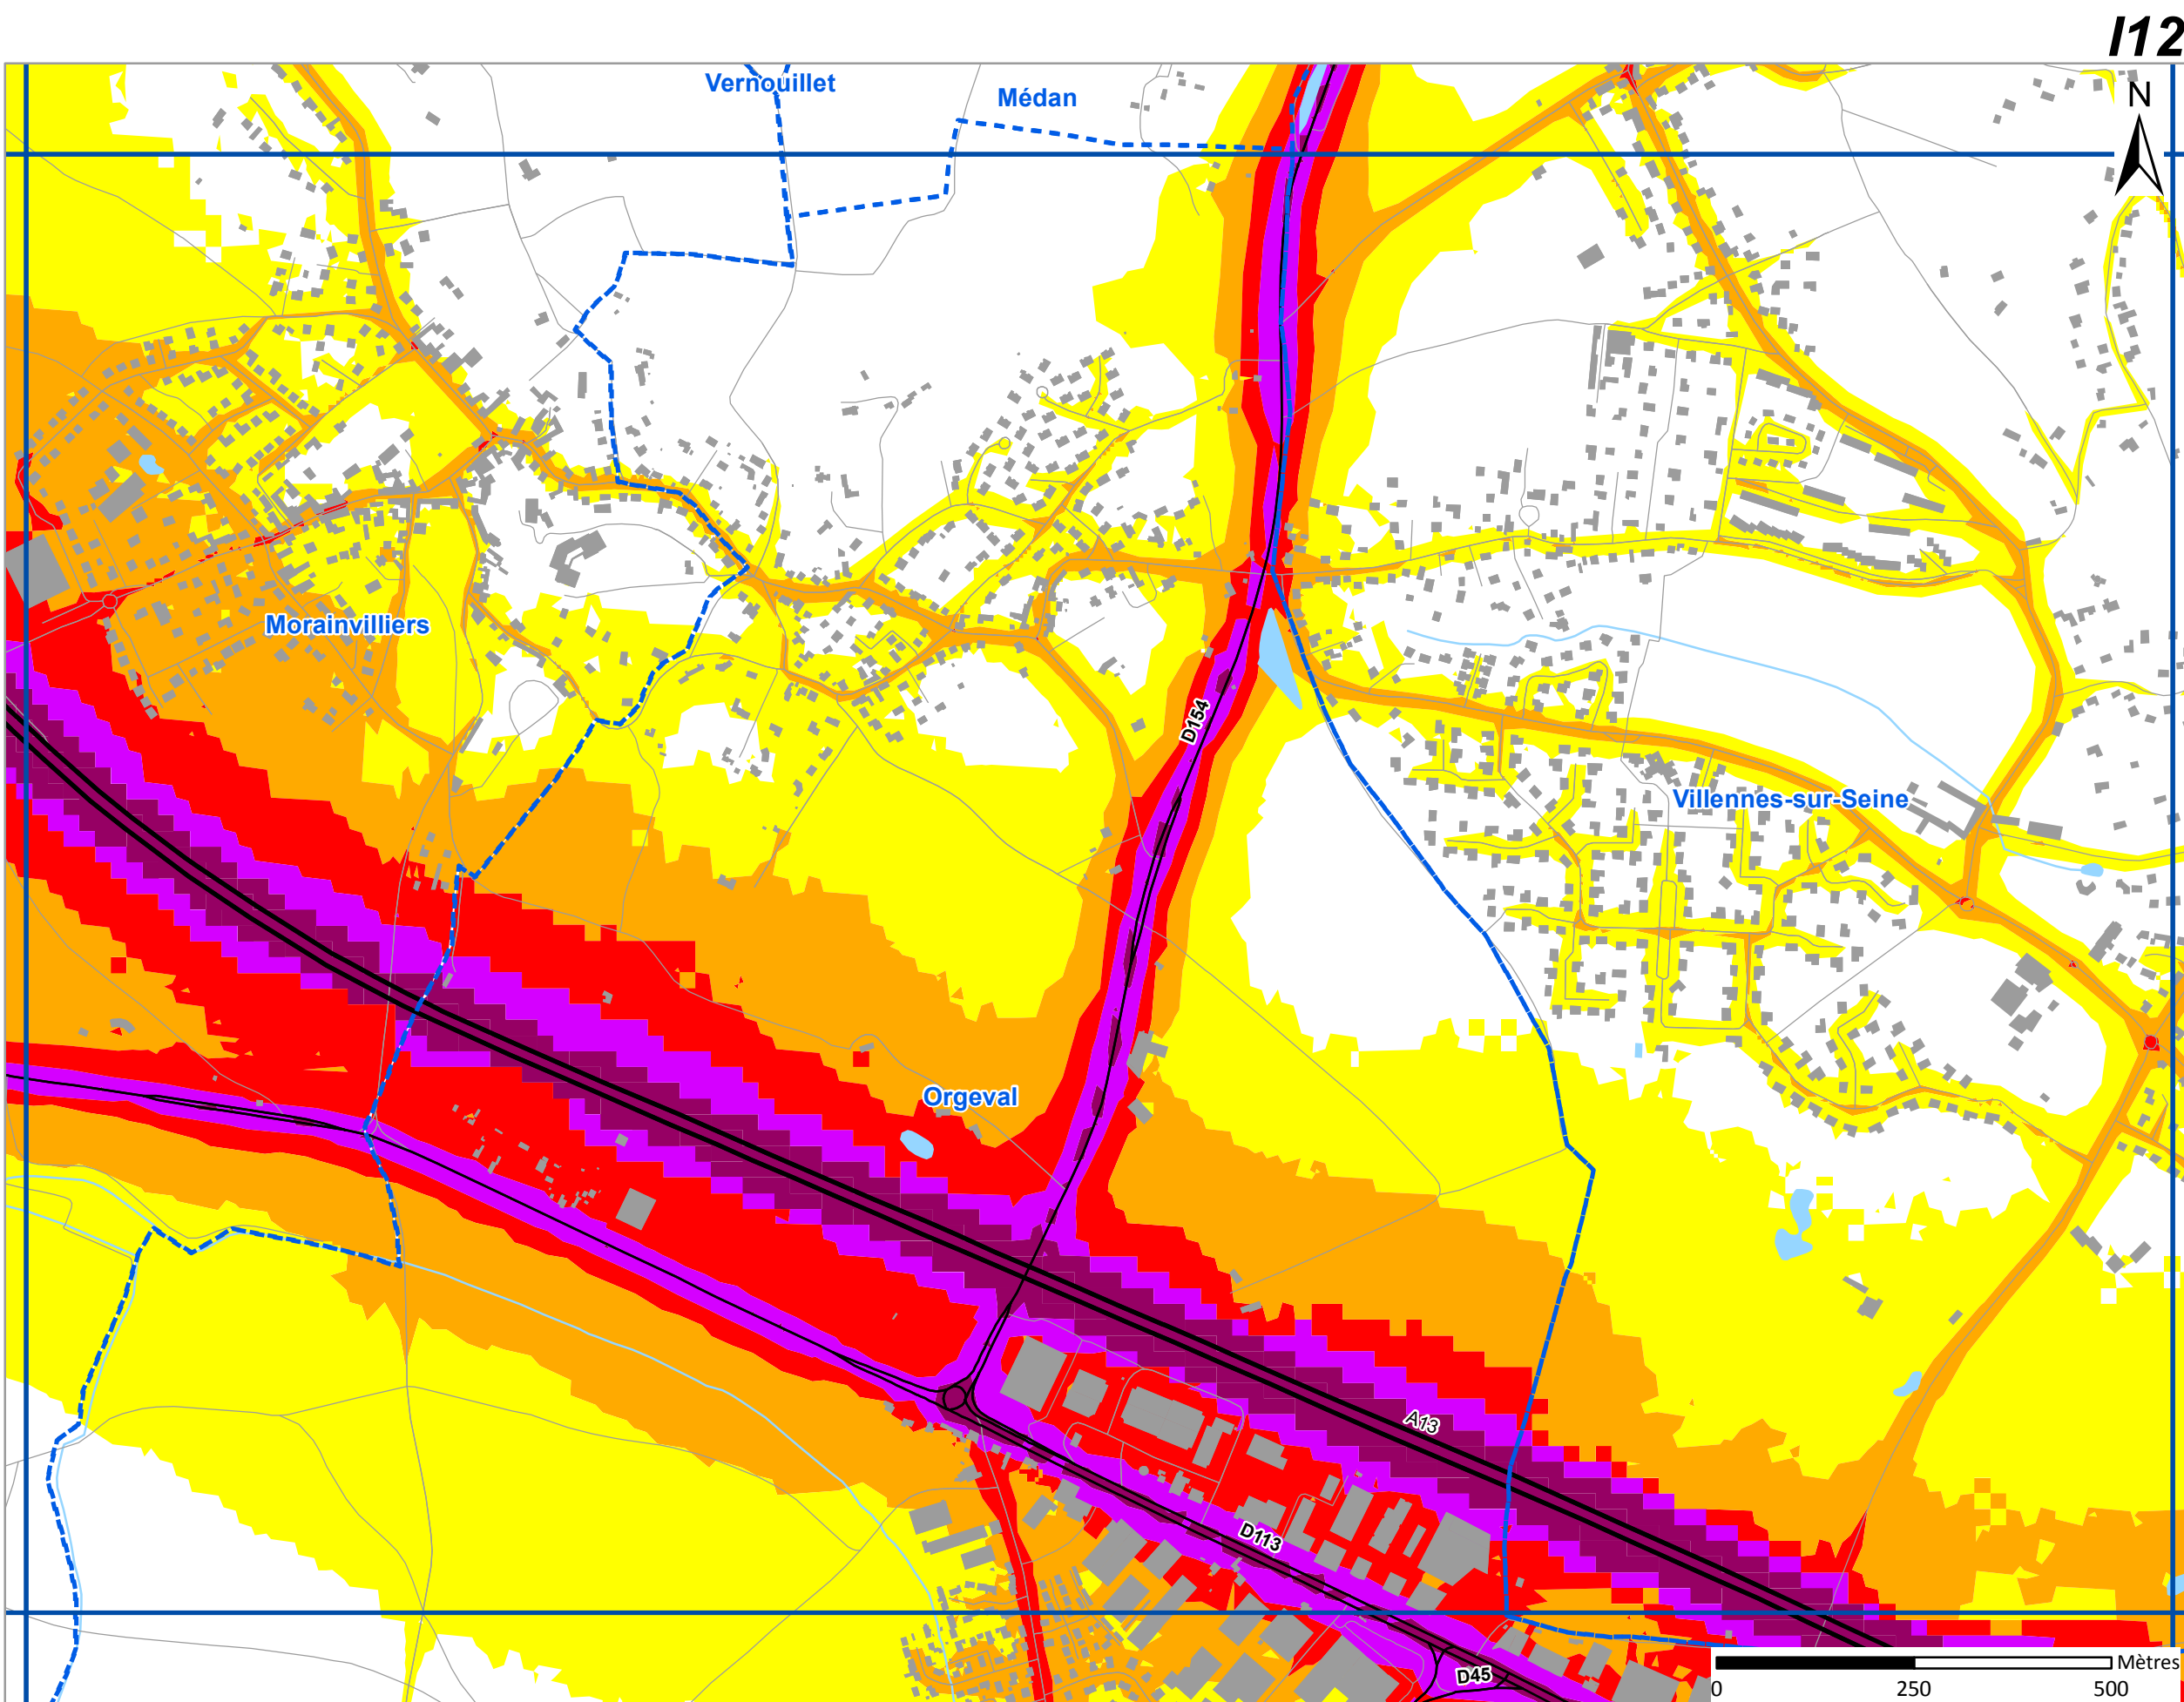 I12
Vernouillet
Médan
N
Morainvilliers
D154
Villennes-sur-Seine
Orgeval
A13
D113
D45
Mètres
0 250 500